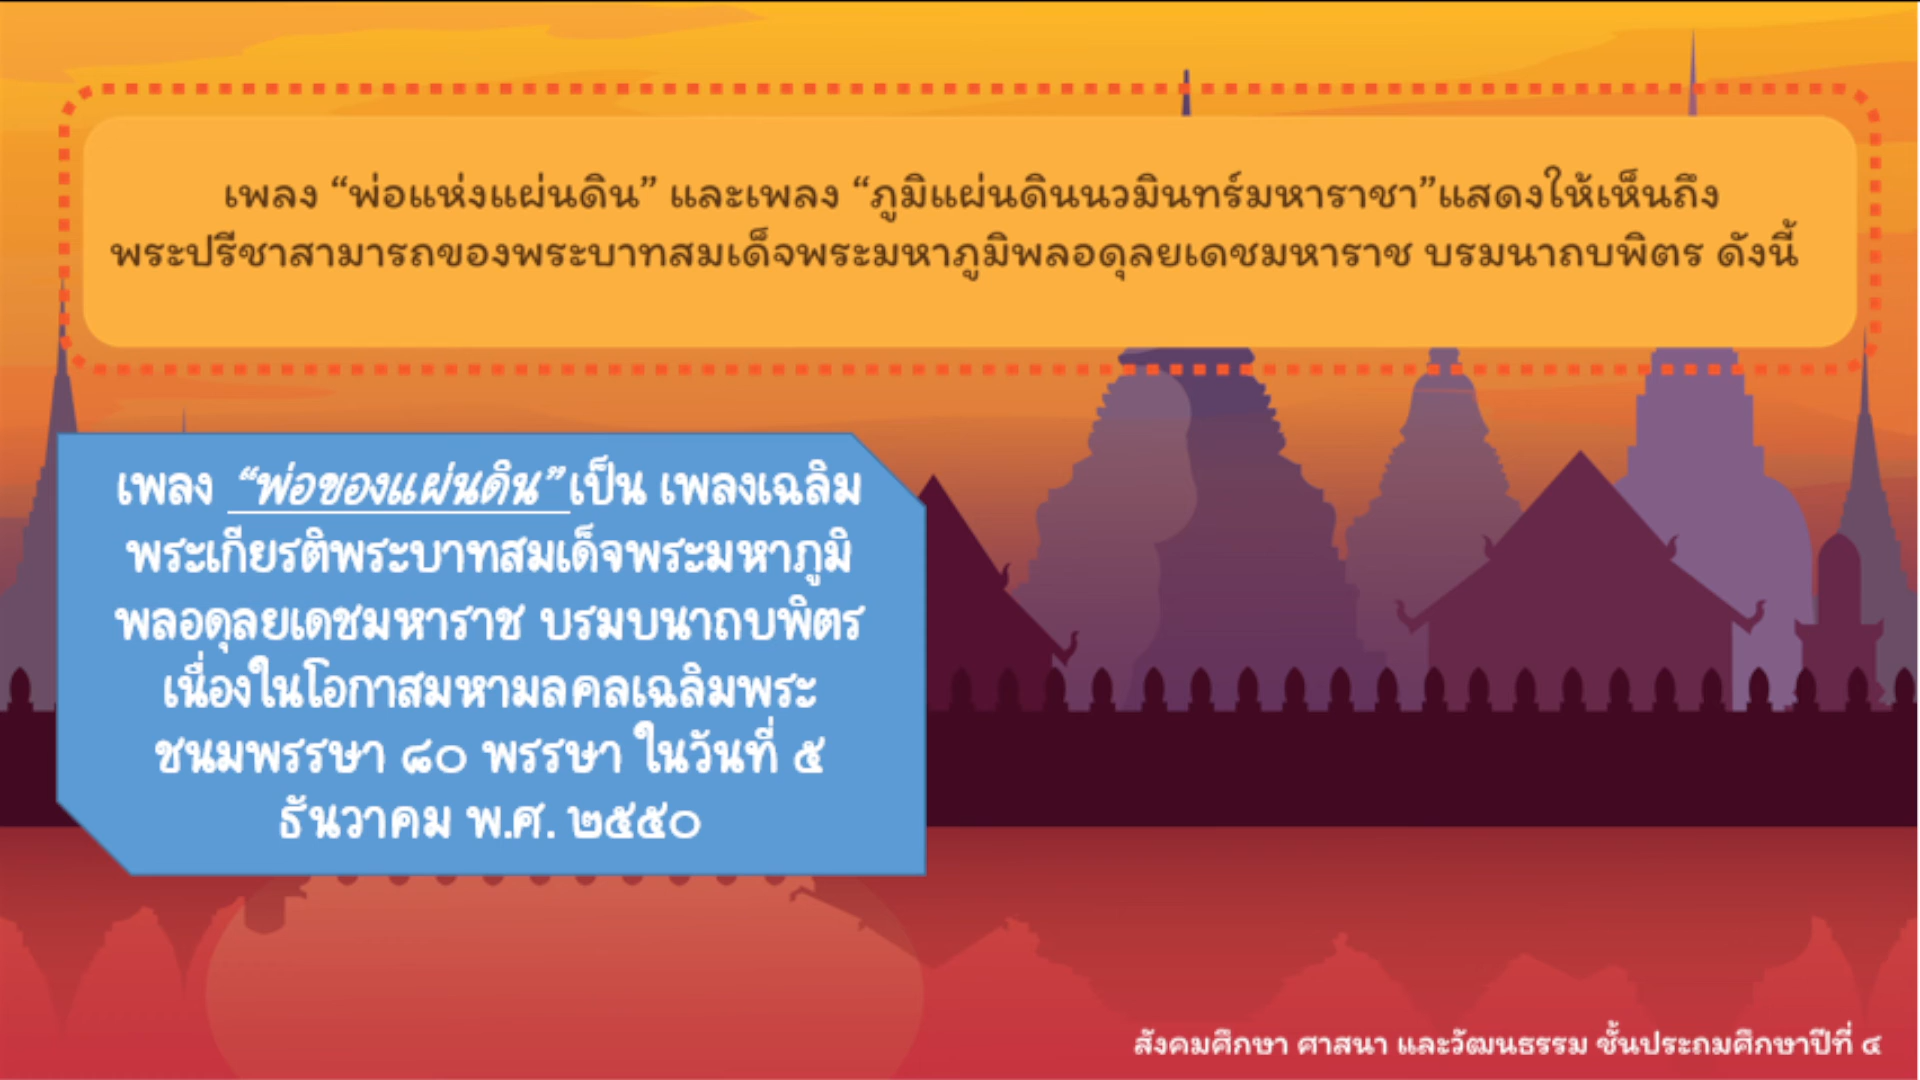 เพลง “พ่อแห่งแผ่นดิน” และเพลง “ภูมิแผ่นดินนวมินทร์มหาราชา”แสดงให้เห็นถึง
พระปรีชาสามารถของพระบาทสมเด็จพระมหาภูมิพลอดุลยเดชมหาราช บรมนาถบพิตร ดังนี้
เพลง “พ่อของแผ่นดิน” เป็น เพลงเฉลิม
พระเกียรติพระบาทสมเด็จพระมหาภูมิ
พลอดุลยเดชมหาราช บรมบนาถบพิตร
เนื่องในโอกาสมหามลคลเฉลิมพระ
ชนมพรรษา ๘๐ พรรษา ในวันที่ ๕
ธันวาคม พ.ศ. ๒๕๕๐
สังคมศึกษา ศาสนา และวัฒนธรรม ชั้นประถมศึกษาปีที่ ๔